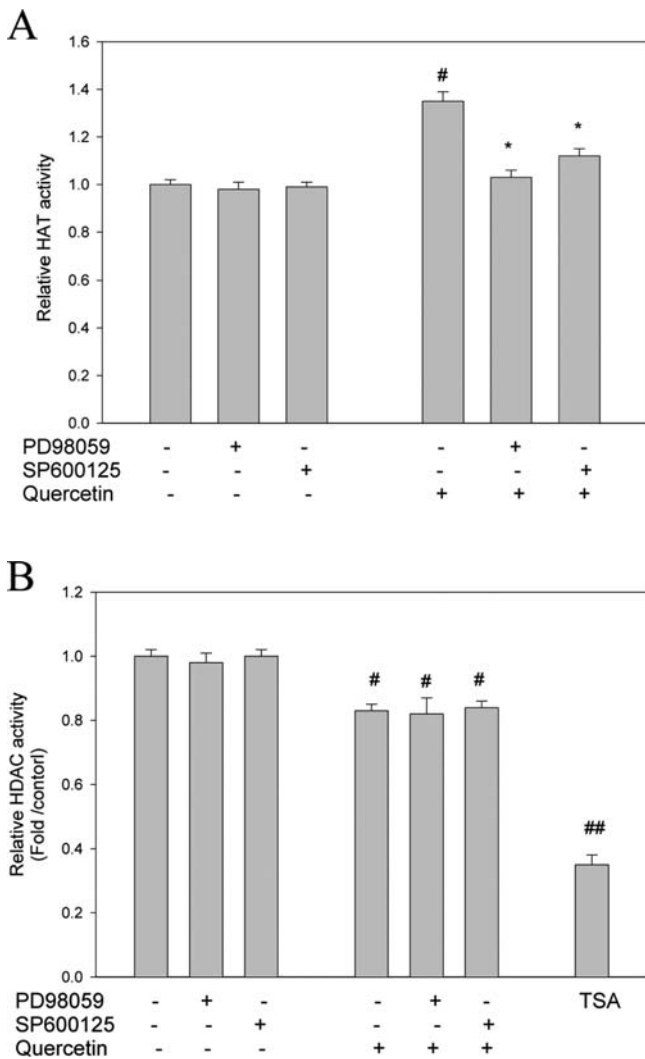 A
1.6
#
1.4
*
*
1.2
1.0
0.8
0.6
0.4
0.2
0.0
Relative HAT activity
PD98059 - + - - + -
SP600125 - - + - - +
Quercetin - - - + + +
B
1.2
1.0
# # #
0.8
0.6
##
0.4
0.2
0.0
Relative HDAC activity
(Fold /contorl)
PD98059 - + - - + - TSA
SP600125 - - + - - +
Quercetin - - - + + +